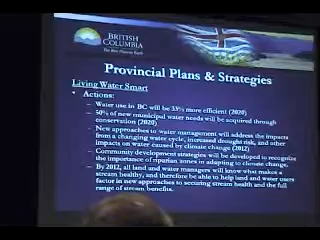 BRITISH
COLUMBIA
The Best Place on Earth
Provincial Plans & Strategies
Living Water Smart
• Actions:
– Water use in BC will be 33% more efficient (2020)
– 50% of new municipal water needs will be acquired through
conservation (2020)
– New approaches to water management will address the impacts
from a changing water cycle, increased drought risk, and other
impacts on water caused by climate change (2012)
– Community development strategies will be developed to recognize
the importance of riparian zones in adapting to climate change.
– By 2012, all land and water managers will know what makes a
stream healthy, and therefore be able to help land and water users
factor in new approaches to securing stream health and the full
range of stream benefits.